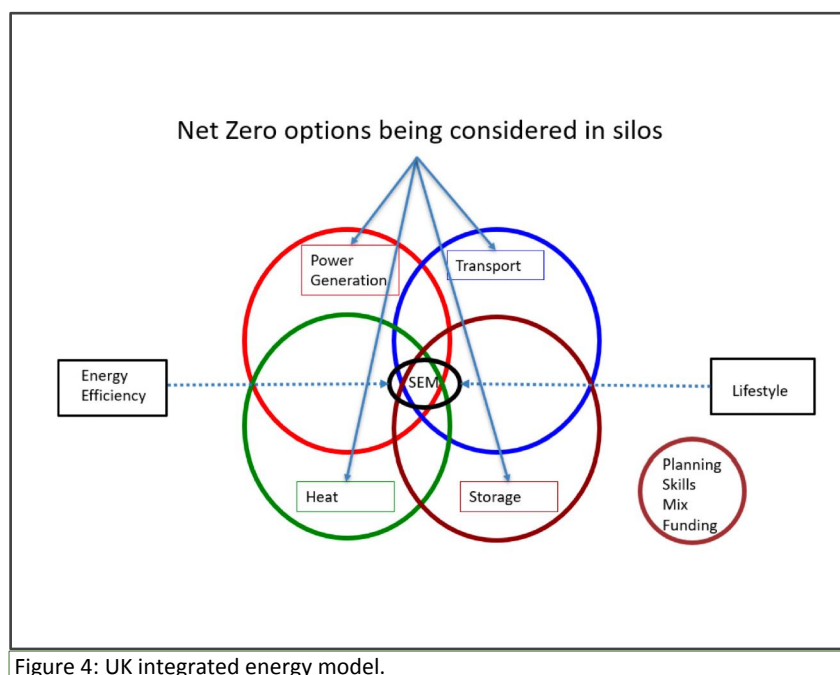 Net Zero options being considered in silos
Power
Generation
Transport
Energy
Efficiency
SEM
Lifestyle
Heat
Storage
Planning
Skills
Mix
Funding
Figure 4: UK integrated energy model.